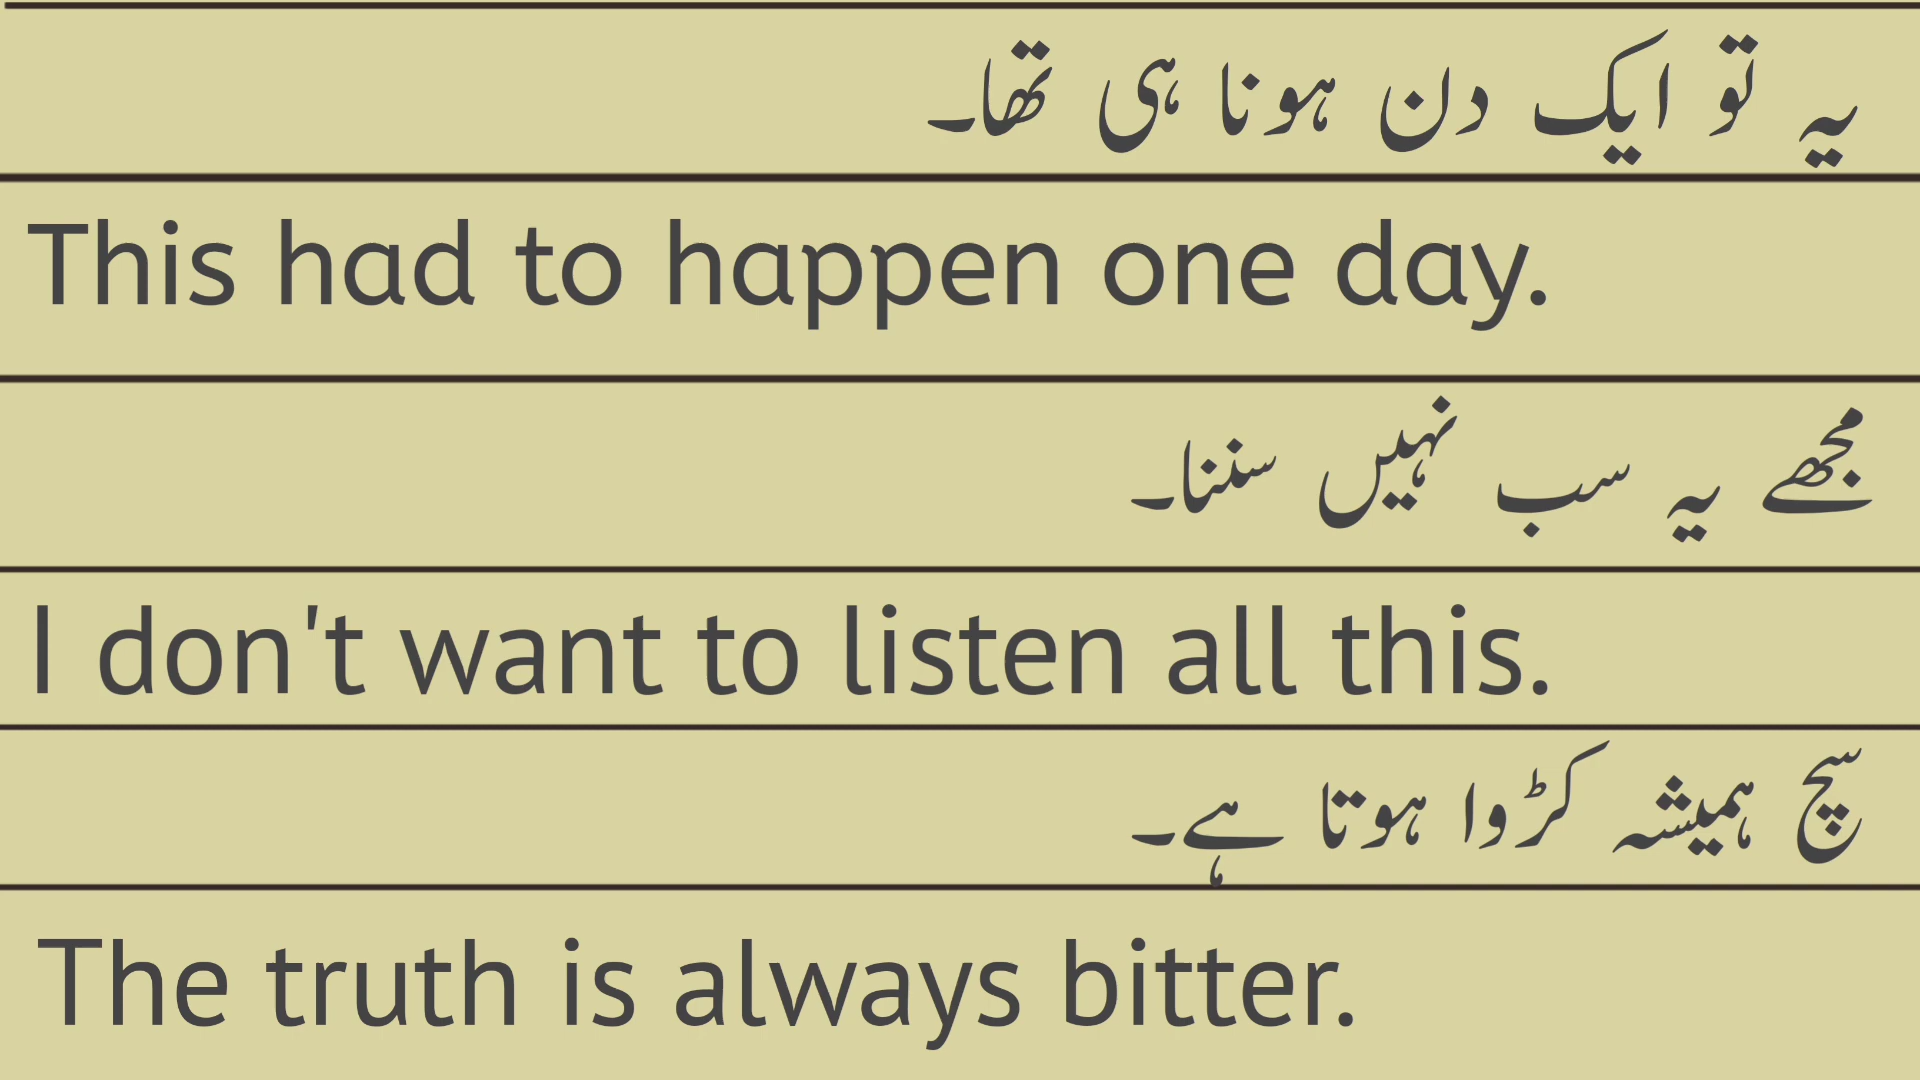 یہ تو ایک دن ہونا ہی تھا۔
This had to happen one day.
مجھے یہ سب نہیں سننا۔
I don't want to listen all this.
سچ ہمیشہ کڑوا ہوتا ہے۔
The truth is always bitter.